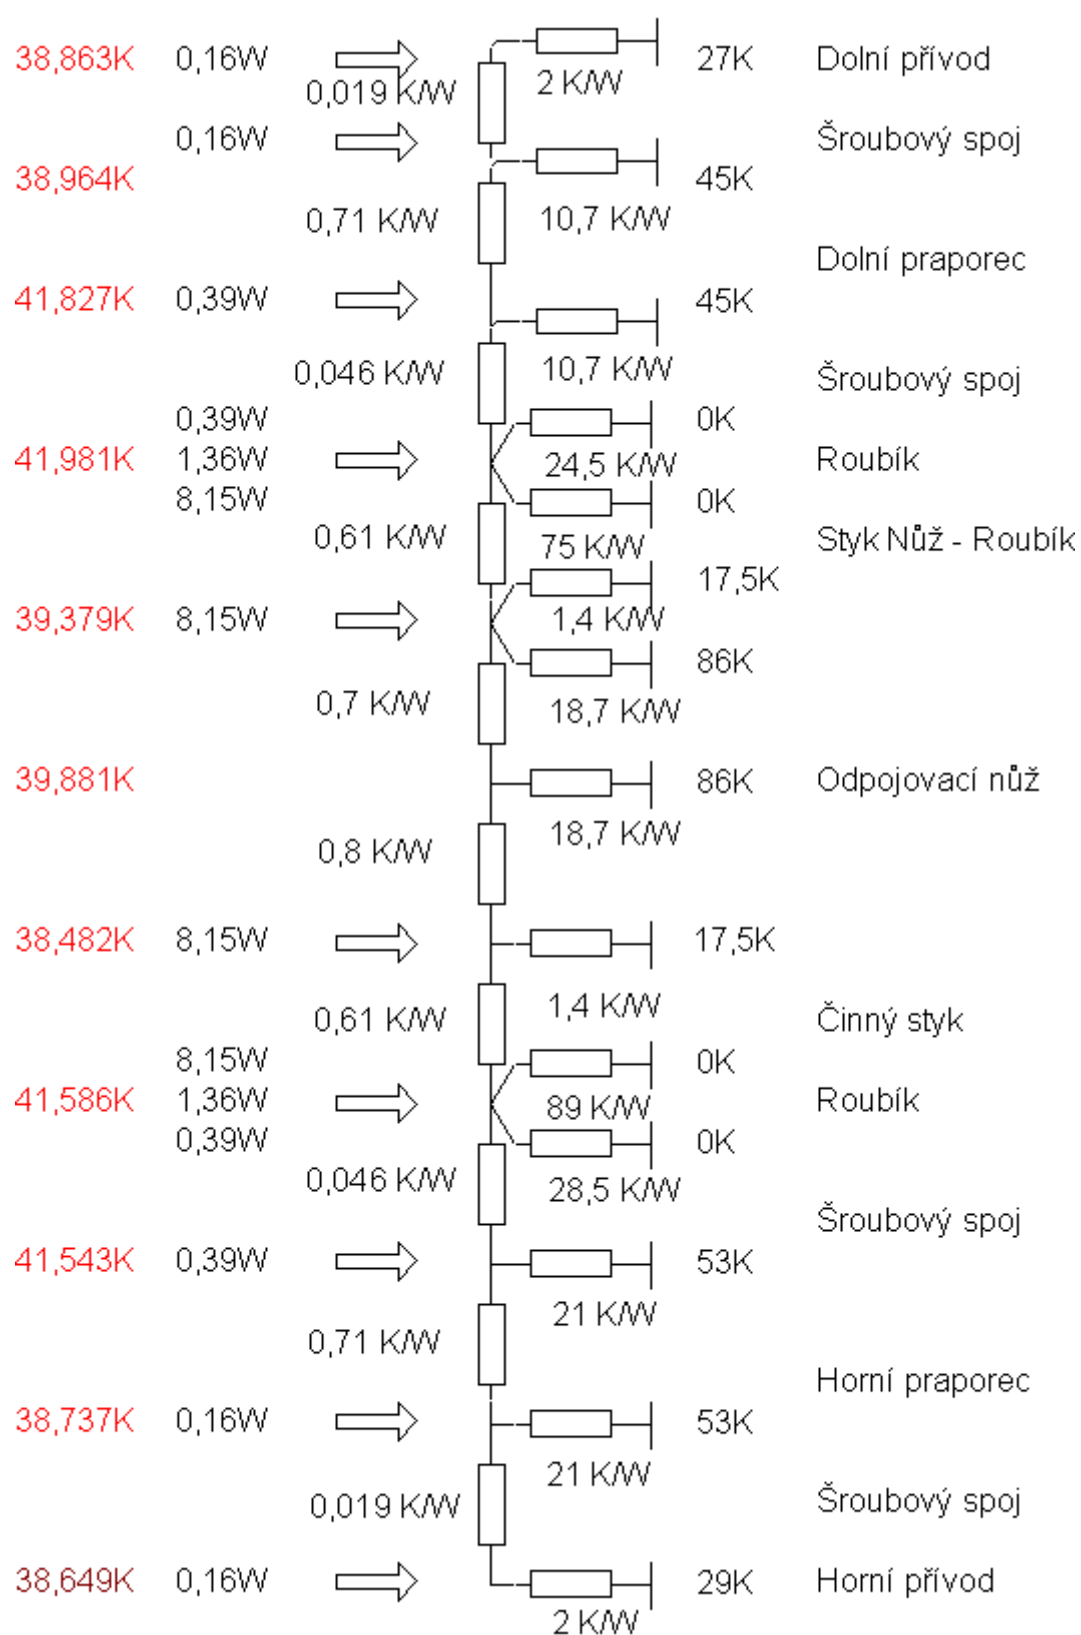 38,863K 0,16W 27K Dolní přívod
2 K/W
0,019 K/W
0,16W Šroubový spoj
38,964K 45K
0,71 K/W 10,7 K/W
Dolní praporec
41,827K 0,39W 45K
0,046 K/W 10,7 K/W
Šroubový spoj
0,39W 0K
41,981K 1,36W 24,5 K/W Roubík
8,15W 0K
0,61 K/W 75 K/W Styk Nůž - Roubík
17,5K
39,379K 8,15W 1,4 K/W
86K
0,7 K/W 18,7 K/W
39,881K 86K Odpojovací nůž
0,8 K/W 18,7 K/W
38,482K 8,15W 17,5K
0,61 K/W 1,4 K/W Činný styk
8,15W 0K
41,586K 1,36W 89 K/W Roubík
0,39W 0K
0,046 K/W 28,5 K/W
Šroubový spoj
41,543K 0,39W 53K
21 K/W
0,71 K/W
Horní praporec
38,737K 0,16W 53K
21 K/W
0,019 K/W Šroubový spoj
38,649K 0,16W 29K Horní přívod
2 K/W